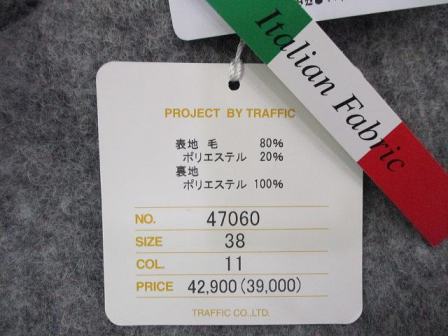 Italian Fabric
PROJECT BY TRAFFIC
表地 毛 80%
ポリエステル 20%
裏地
ポリエステル 100%
NO. 47060
SIZE 38
COL. 11
PRICE 42,900(39,000)
TRAFFIC CO.,LTD.